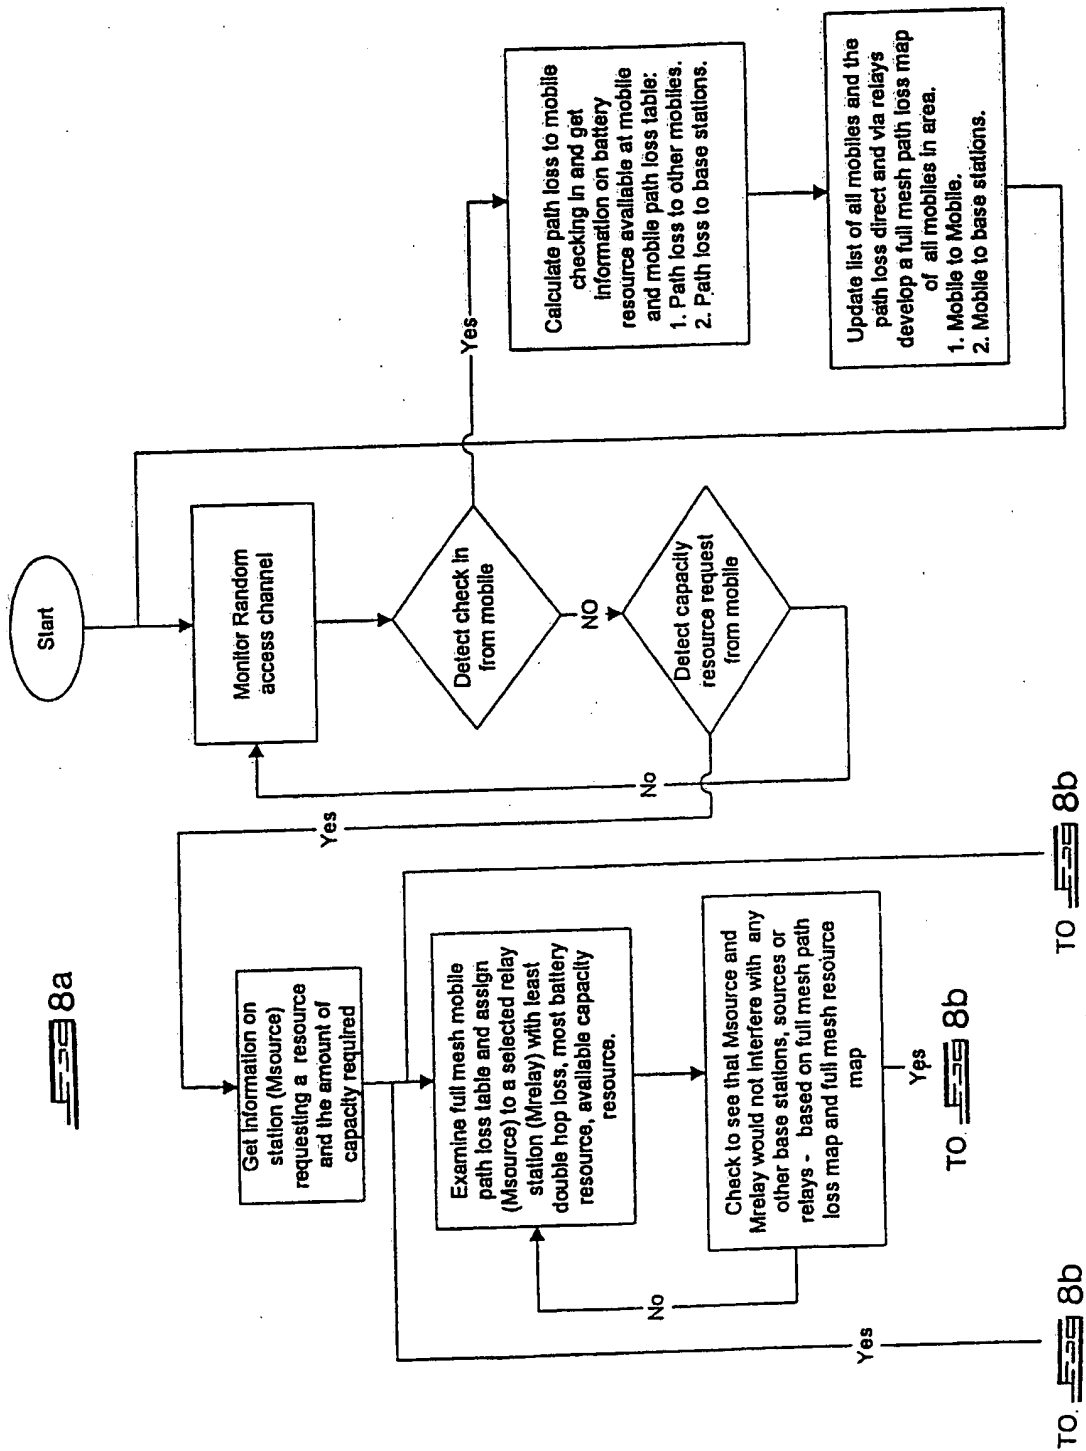 Fig 8a
Start
Monitor Random
access channel
Detect check in
from mobile
Yes
NO
Calculate path loss to mobile
checking in and get
information on battery
resource available at mobile
and mobile path loss table:
1. Path loss to other mobiles.
2. Path loss to base stations.
Update list of all mobiles and the
path loss direct and via relays
develop a full mesh path loss map
of all mobiles in area.
1. Mobile to Mobile.
2. Mobile to base stations.
Detect capacity
resource request
from mobile
No
Yes
Get information on
station (Msource)
requesting a resource
and the amount of
capacity required
Examine full mesh mobile
path loss table and assign
(Msource) to a selected relay
station (Mrelay) with least
double hop loss, most battery
resource, available capacity
resource.
Check to see that Msource and
Mrelay would not interfere with any
other base stations, sources or
relays - based on full mesh path
loss map and full mesh resource
map
No
Yes
Yes
TO. Fig 8b
TO. Fig 8b
TO Fig 8b